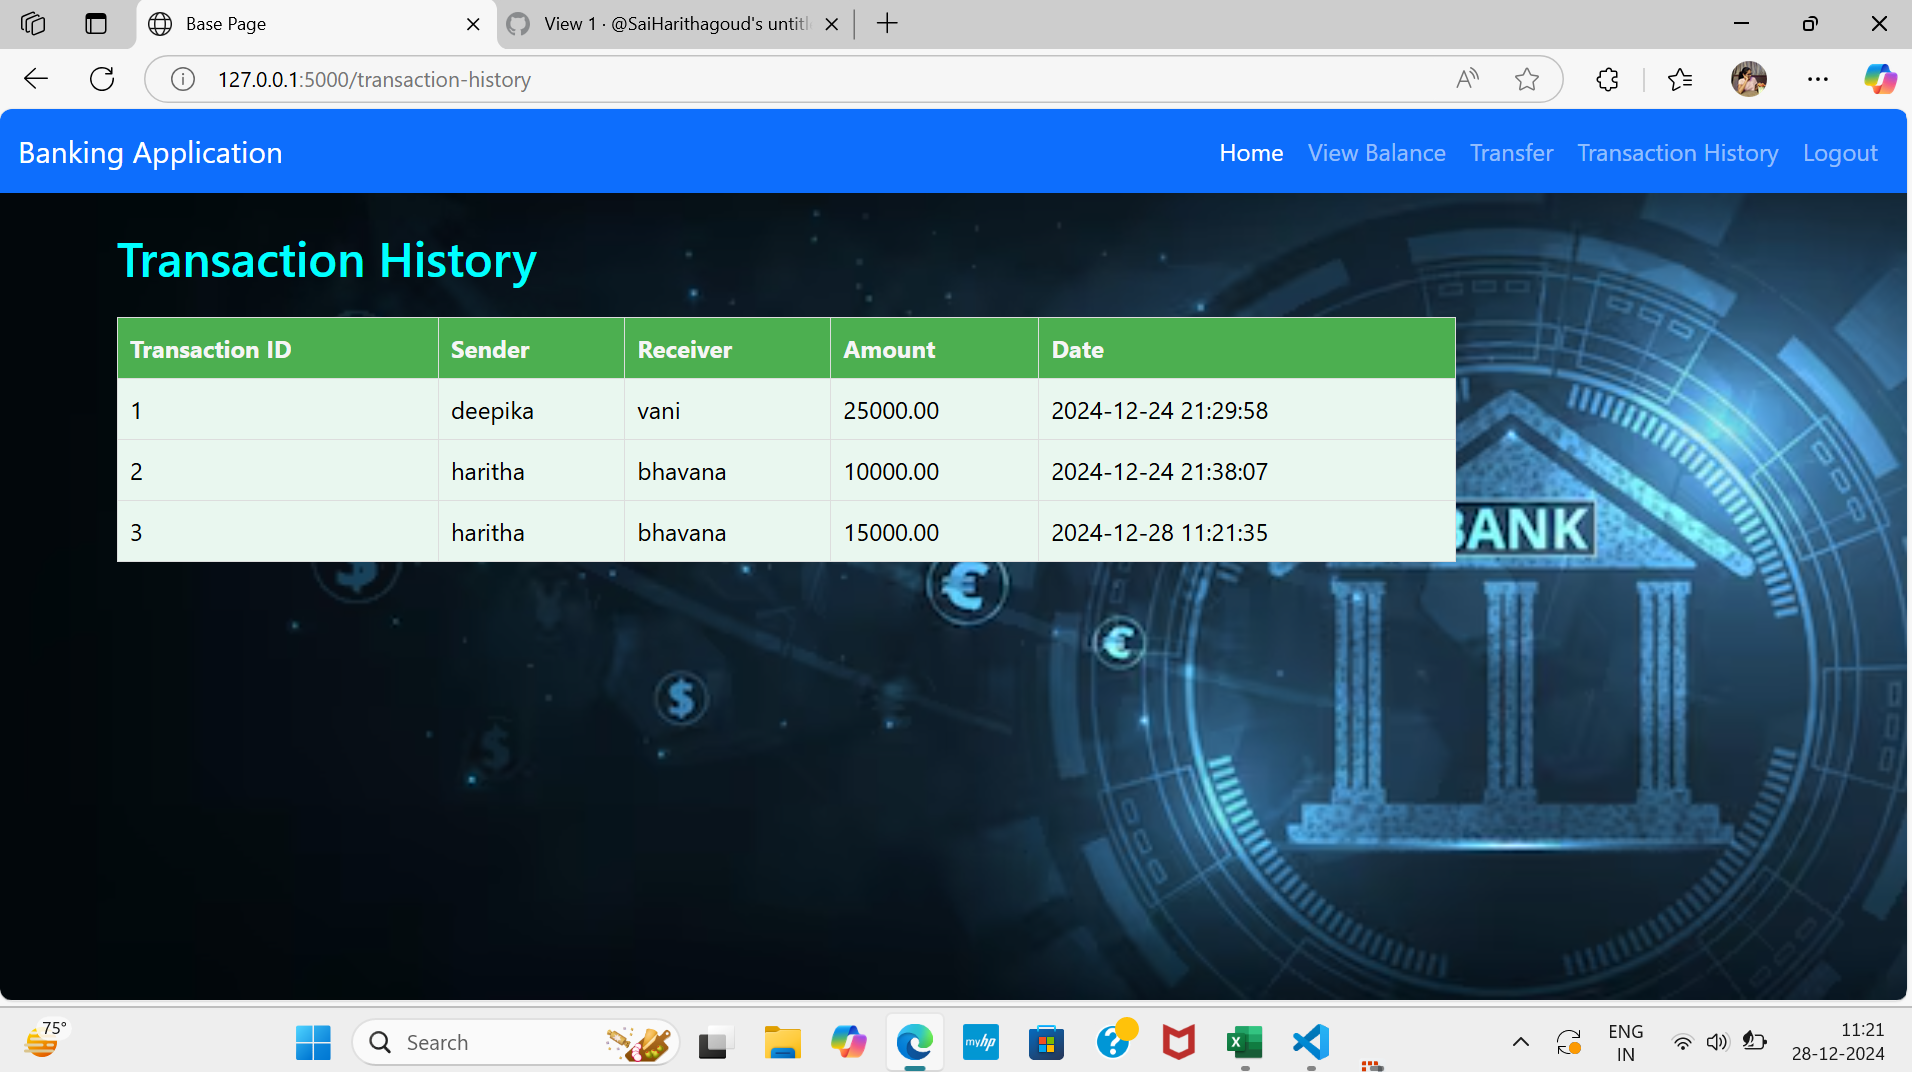 Base Page
View 1 · @SaiHarithagoud's untitl
127.0.0.1:5000/transaction-history
Banking Application
Home View Balance Transfer Transaction History Logout
Transaction History
Transaction ID Sender Receiver Amount Date
1 deepika vani 25000.00 2024-12-24 21:29:58
2 haritha bhavana 10000.00 2024-12-24 21:38:07
3 haritha bhavana 15000.00 2024-12-28 11:21:35
BANK
75°
Search
myhp
ENG
IN
11:21
28-12-2024